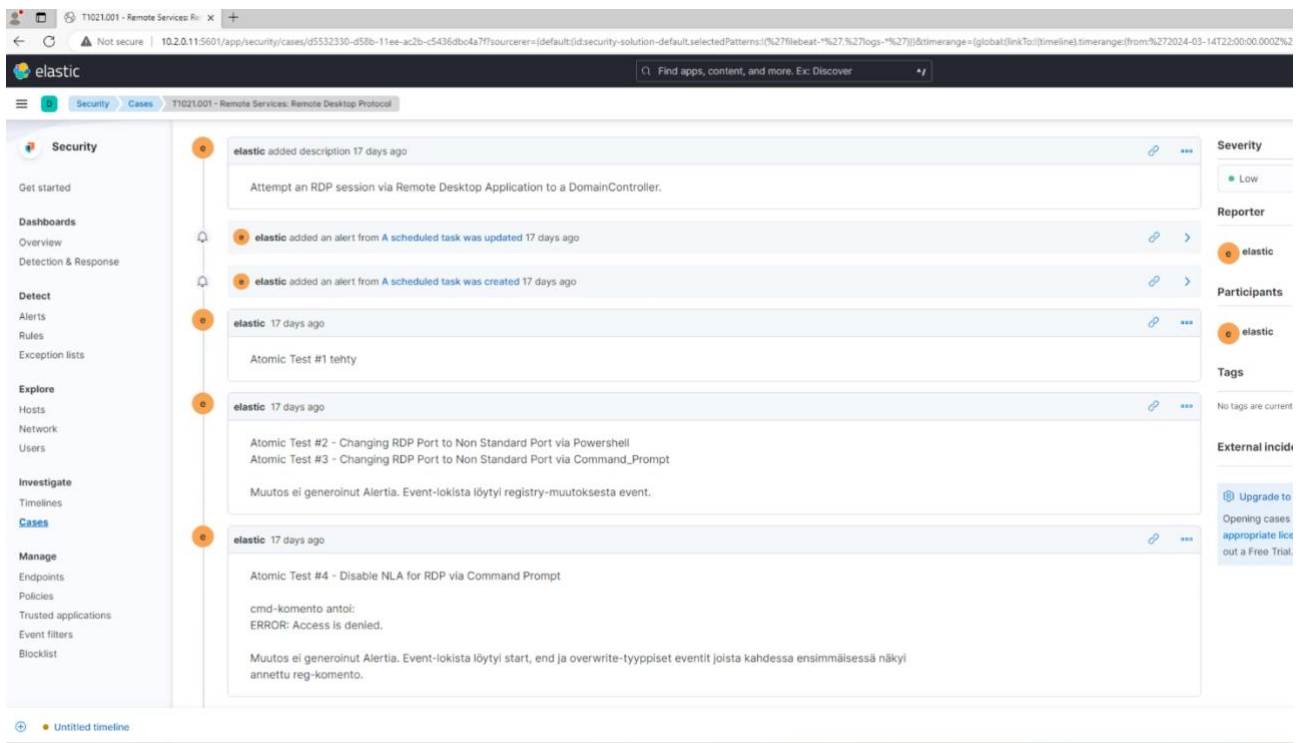 T1021.001 - Remote Services: Re
Not secure 10.2.0.11:5601/app/security/cases/d5532330-d58b-11ee-ac2b-c5436dbc4a7f?sourcerer=(default:(id:security-solution-default,selectedPatterns:!(%27filebeat-*%27,%27logs-*%27)))&timerange=(global:(linkTo:!(timeline),timerange:(from:%272024-03-14T22:00:00.000Z%2
elastic
Find apps, content, and more. Ex: Discover
D Security Cases T1021.001 - Remote Services: Remote Desktop Protocol
Security
Get started
Dashboards
Overview
Detection & Response
Detect
Alerts
Rules
Exception lists
Explore
Hosts
Network
Users
Investigate
Timelines
Cases
Manage
Endpoints
Policies
Trusted applications
Event filters
Blocklist
e elastic added description 17 days ago
Attempt an RDP session via Remote Desktop Application to a DomainController.
e elastic added an alert from A scheduled task was updated 17 days ago
e elastic added an alert from A scheduled task was created 17 days ago
e elastic 17 days ago
Atomic Test #1 tehty
e elastic 17 days ago
Atomic Test #2 - Changing RDP Port to Non Standard Port via Powershell
Atomic Test #3 - Changing RDP Port to Non Standard Port via Command_Prompt
Muutos ei generoinut Alertia. Event-lokista löytyi registry-muutoksesta event.
e elastic 17 days ago
Atomic Test #4 - Disable NLA for RDP via Command Prompt
cmd-komento antoi:
ERROR: Access is denied.
Muutos ei generoinut Alertia. Event-lokista löytyi start, end ja overwrite-tyyppiset eventit joista kahdessa ensimmäisessä näkyi
annettu reg-komento.
Severity
Low
Reporter
e elastic
Participants
e elastic
Tags
No tags are current
External incide
Upgrade to
Opening cases
appropriate lice
out a Free Trial.
Untitled timeline